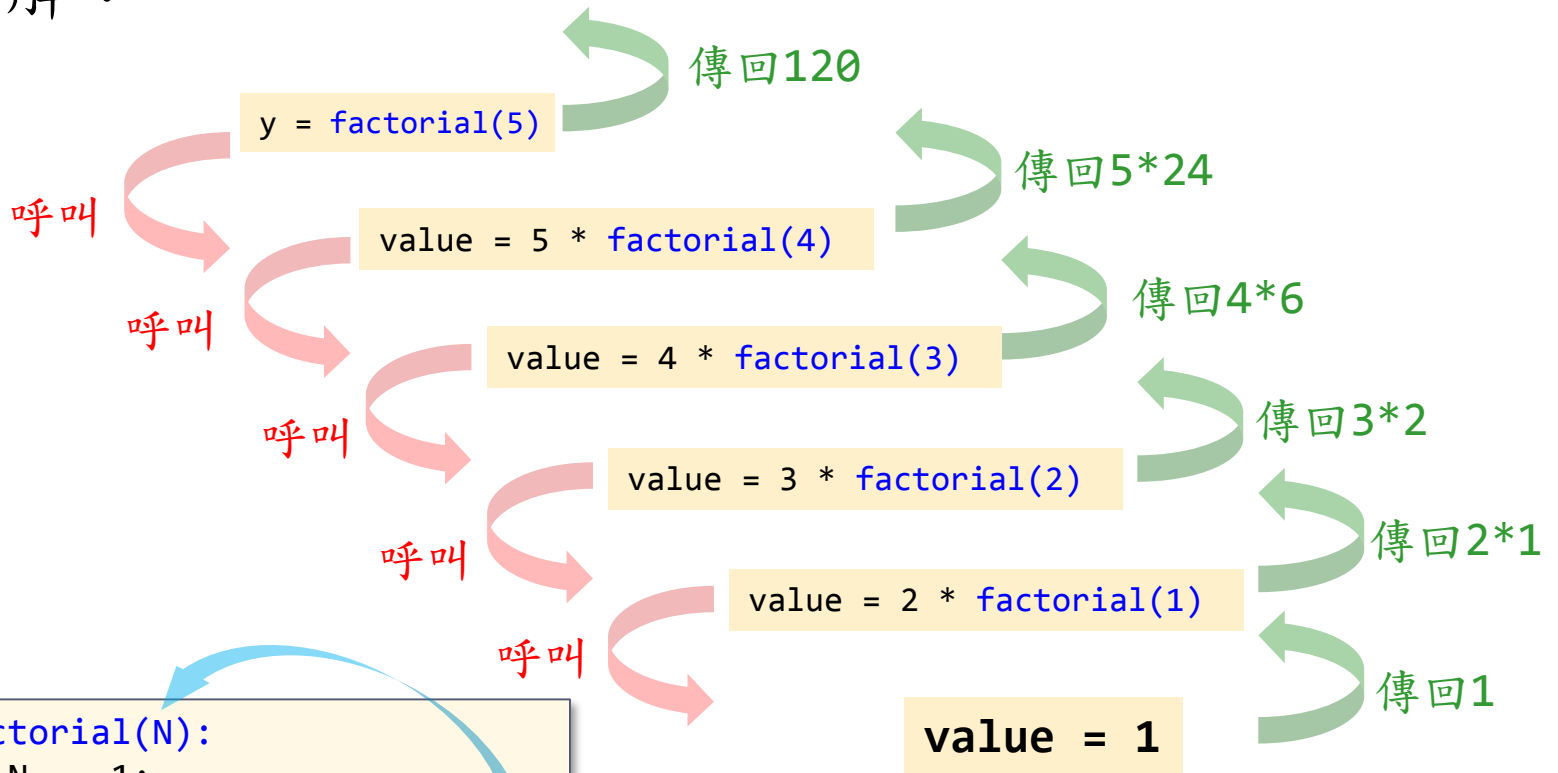 解：
傳回120
y = factorial(5)
傳回5*24
呼叫
value = 5 * factorial(4)
傳回4*6
呼叫
value = 4 * factorial(3)
傳回3*2
呼叫
value = 3 * factorial(2)
傳回2*1
呼叫
value = 2 * factorial(1)
呼叫
傳回1
ctorial(N):
value = 1